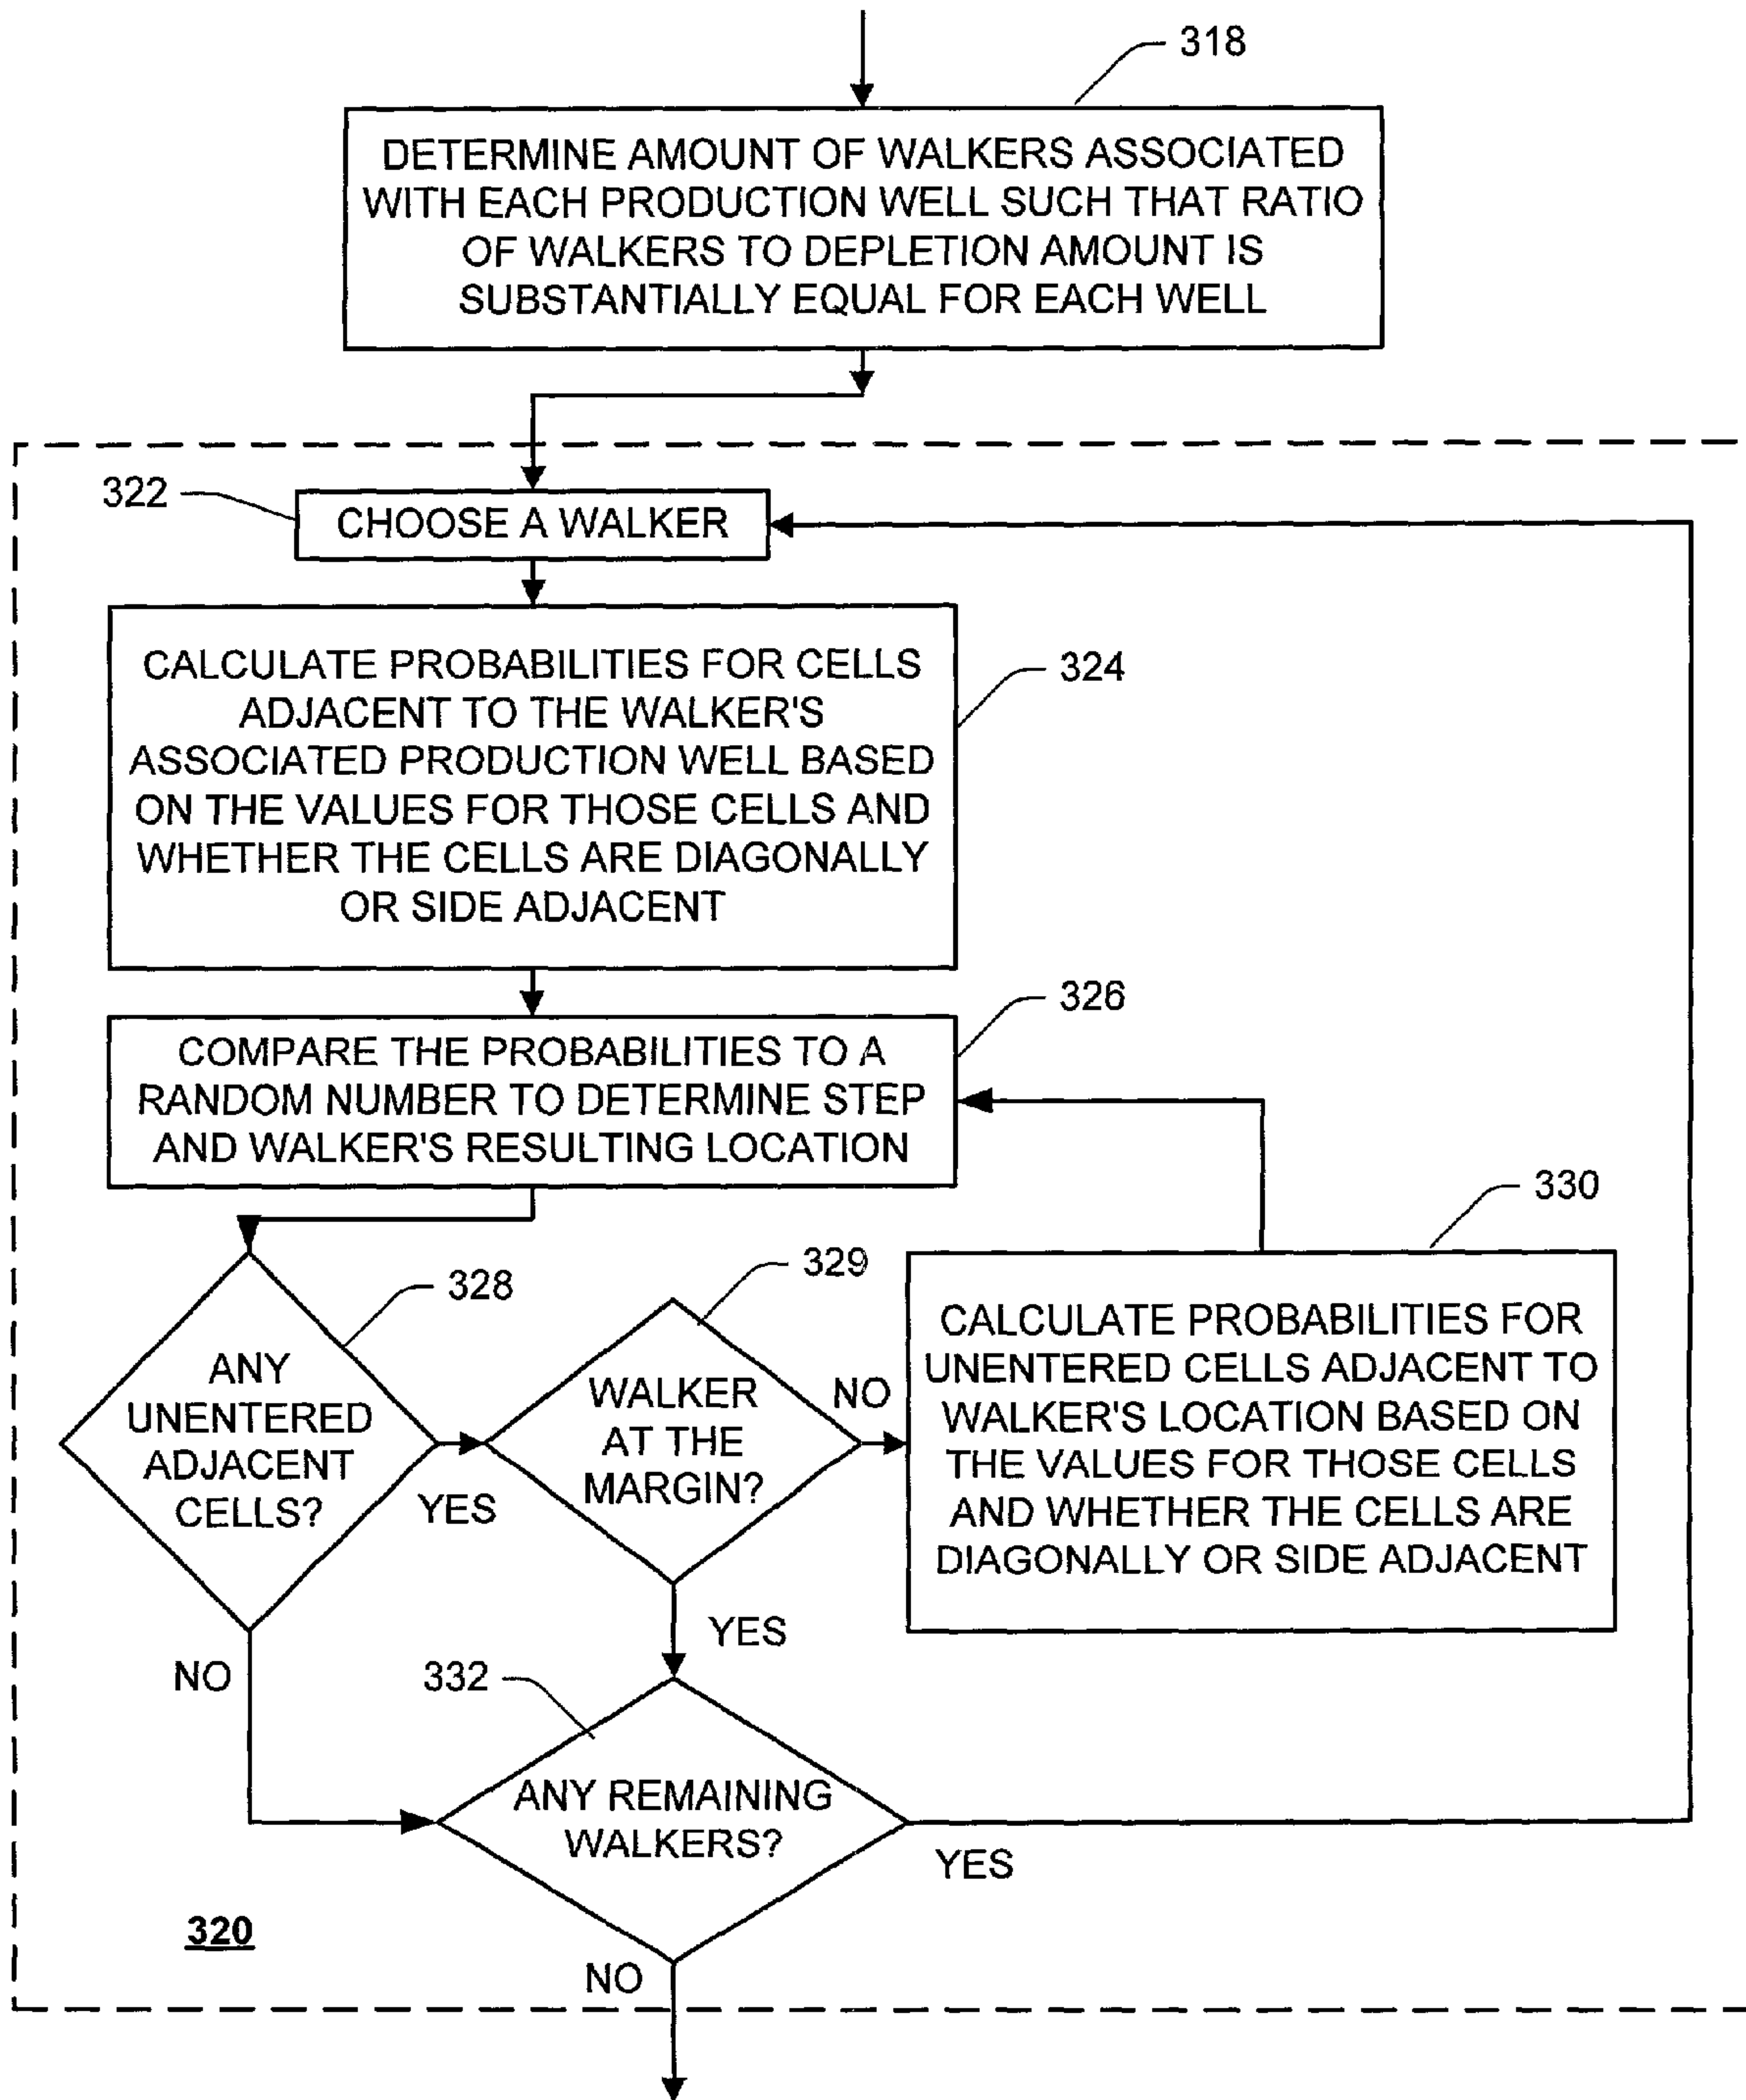 318
DETERMINE AMOUNT OF WALKERS ASSOCIATED
WITH EACH PRODUCTION WELL SUCH THAT RATIO
OF WALKERS TO DEPLETION AMOUNT IS
SUBSTANTIALLY EQUAL FOR EACH WELL
322
CHOOSE A WALKER
324
CALCULATE PROBABILITIES FOR CELLS
ADJACENT TO THE WALKER'S
ASSOCIATED PRODUCTION WELL BASED
ON THE VALUES FOR THOSE CELLS AND
WHETHER THE CELLS ARE DIAGONALLY
OR SIDE ADJACENT
326
COMPARE THE PROBABILITIES TO A
RANDOM NUMBER TO DETERMINE STEP
AND WALKER'S RESULTING LOCATION
328
ANY
UNENTERED
ADJACENT
CELLS?
YES
NO
329
WALKER
AT THE
MARGIN?
NO
YES
330
CALCULATE PROBABILITIES FOR
UNENTERED CELLS ADJACENT TO
WALKER'S LOCATION BASED ON
THE VALUES FOR THOSE CELLS
AND WHETHER THE CELLS ARE
DIAGONALLY OR SIDE ADJACENT
332
ANY REMAINING
WALKERS?
YES
NO
320